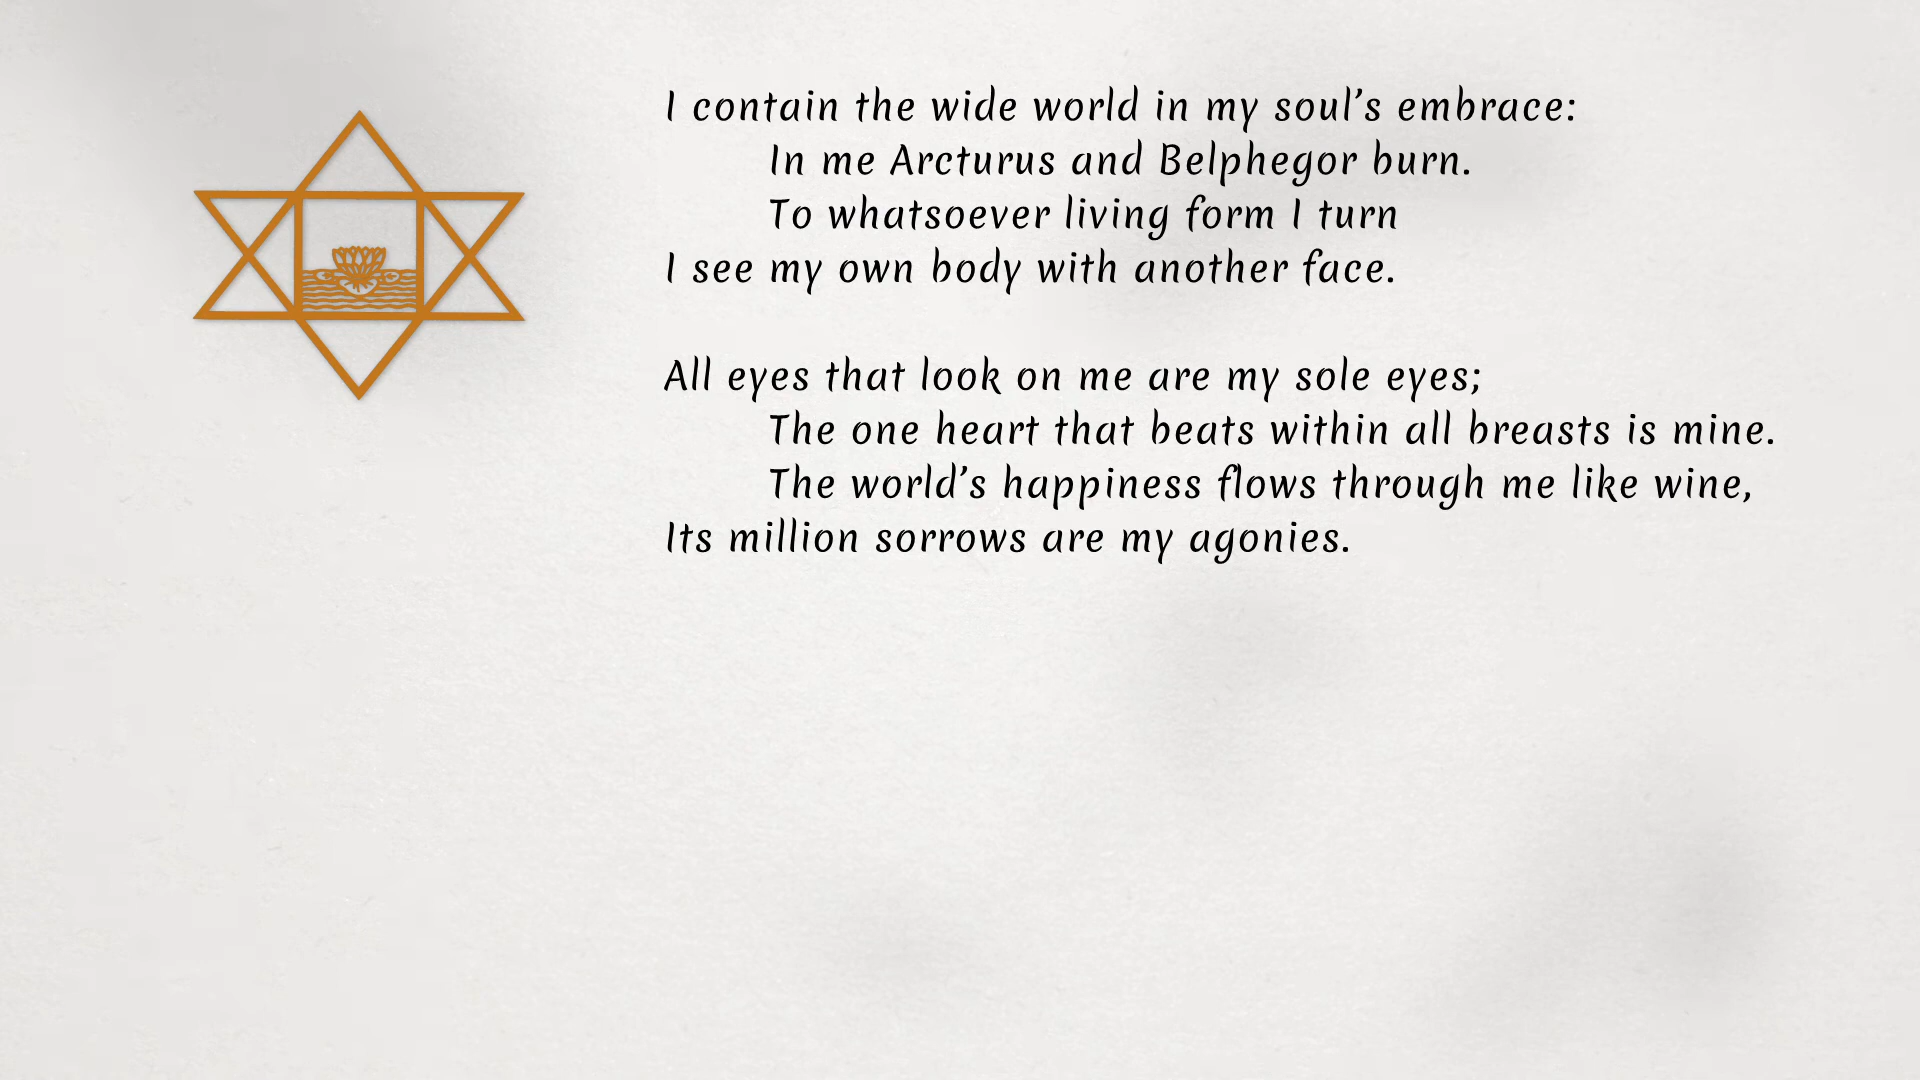 I contain the wide world in my soul’s embrace:
In me Arcturus and Belphegor burn.
To whatsoever living form I turn
I see my own body with another face.
All eyes that look on me are my sole eyes;
The one heart that beats within all breasts is mine.
The world’s happiness flows through me like wine,
Its million sorrows are my agonies.